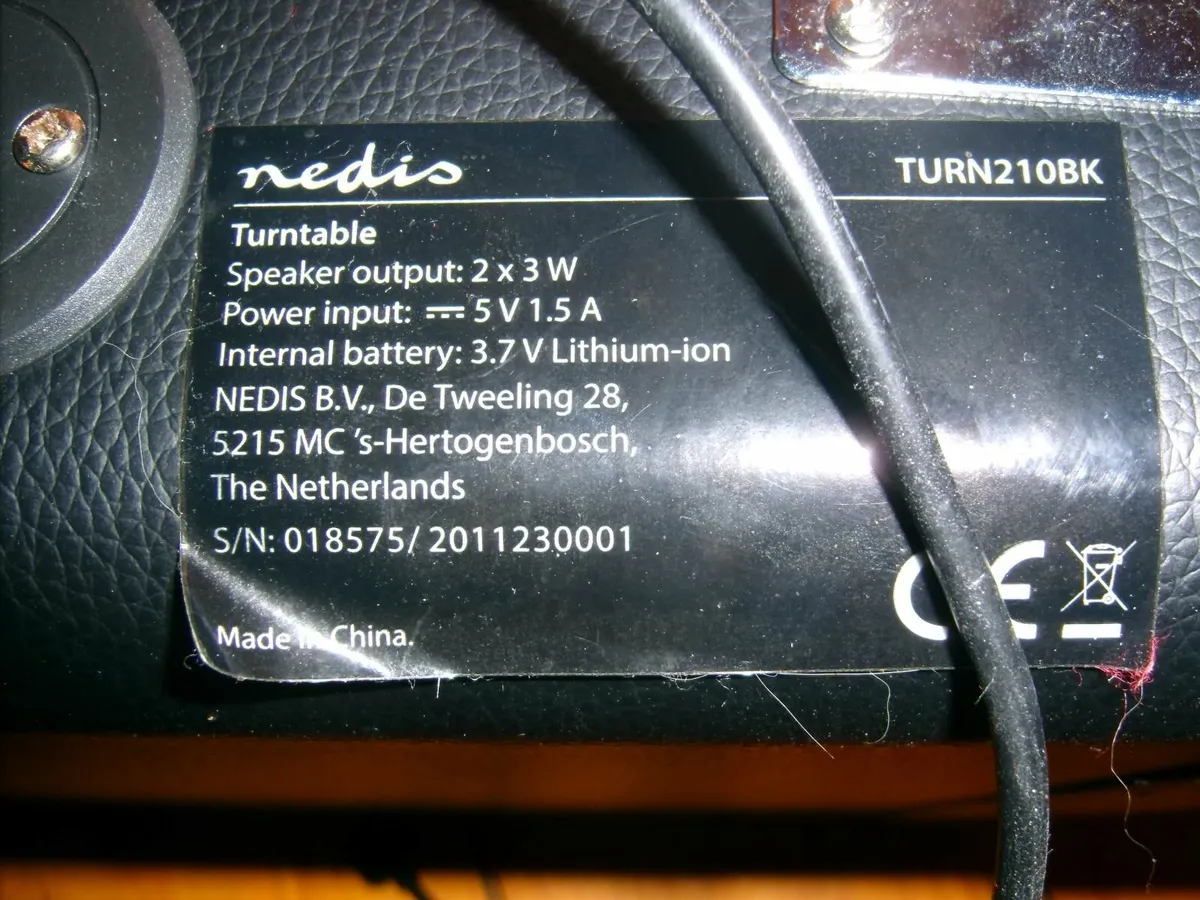 nedis TURN210BK
Turntable
Speaker output: 2 x 3 W
Power input: ⎓ 5 V 1.5 A
Internal battery: 3.7 V Lithium-ion
NEDIS B.V., De Tweeling 28,
5215 MC 's-Hertogenbosch,
The Netherlands
S/N: 018575/ 2011230001
CE
Made in China.